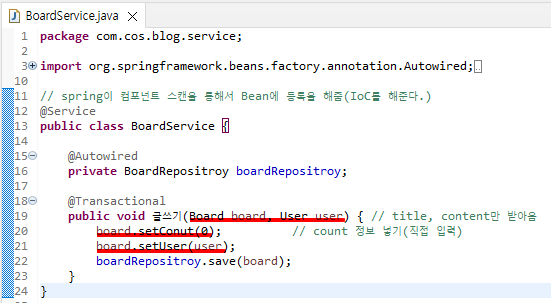 BoardService.java
1 package com.cos.blog.service;
2
3 import org.springframework.beans.factory.annotation.Autowired;
10
11 // spring이 컴포넌트 스캔을 통해서 Bean에 등록을 해줌(IoC를 해준다.)
12 @Service
13 public class BoardService {
14
15 @Autowired
16 private BoardRepositroy boardRepositroy;
17
18 @Transactional
19 public void 글쓰기(Board board, User user) { // title, content만 받아옴
20 board.setConut(0); // count 정보 넣기(직접 입력)
21 board.setUser(user);
22 boardRepositroy.save(board);
23 }
24 }